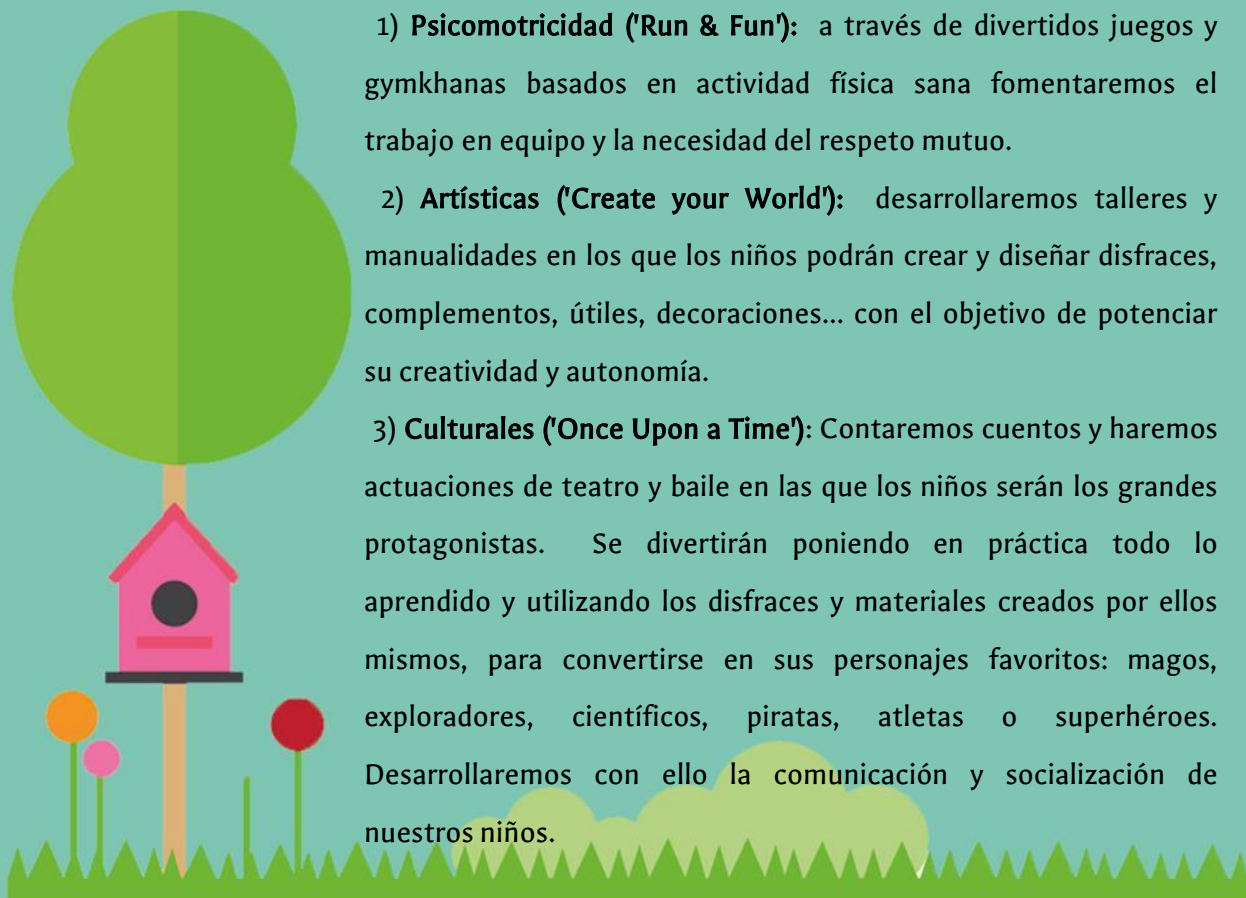 1) Psicomotricidad ('Run & Fun'): a través de divertidos juegos y
gymkhanas basados en actividad física sana fomentaremos el
trabajo en equipo y la necesidad del respeto mutuo.
2) Artísticas ('Create your World'): desarrollaremos talleres y
manualidades en los que los niños podrán crear y diseñar disfraces,
complementos, útiles, decoraciones... con el objetivo de potenciar
su creatividad y autonomía.
3) Culturales ('Once Upon a Time'): Contaremos cuentos y haremos
actuaciones de teatro y baile en las que los niños serán los grandes
protagonistas. Se divertirán poniendo en práctica todo lo
aprendido y utilizando los disfraces y materiales creados por ellos
mismos, para convertirse en sus personajes favoritos: magos,
exploradores, científicos, piratas, atletas o superhéroes.
Desarrollaremos con ello la comunicación y socialización de
nuestros niños.